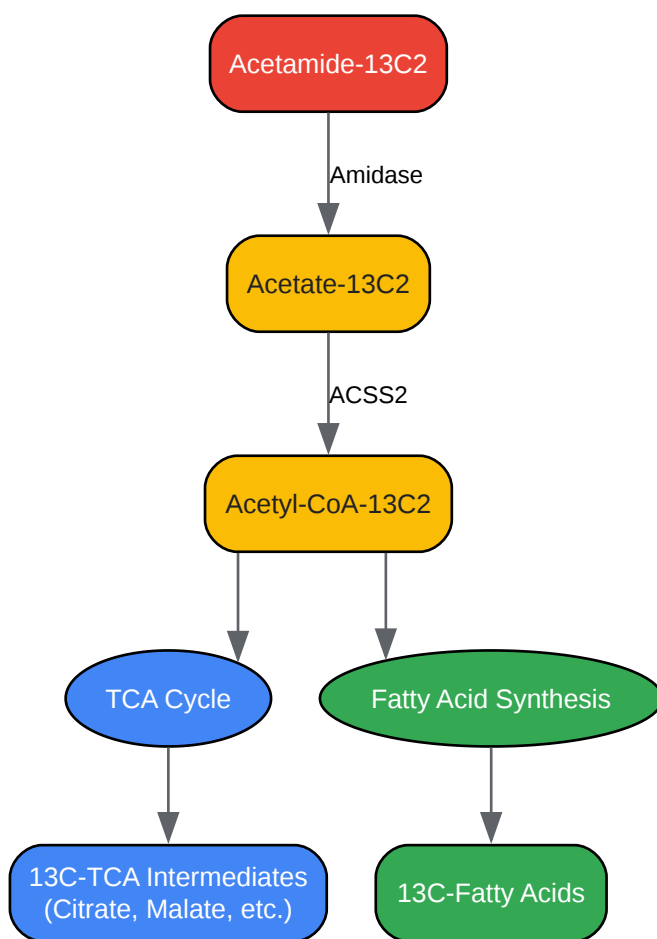 Acetamide-13C2
Amidase
Acetate-13C2
ACSS2
Acetyl-CoA-13C2
TCA Cycle
Fatty Acid Synthesis
13C-TCA Intermediates
(Citrate, Malate, etc.)
13C-Fatty Acids